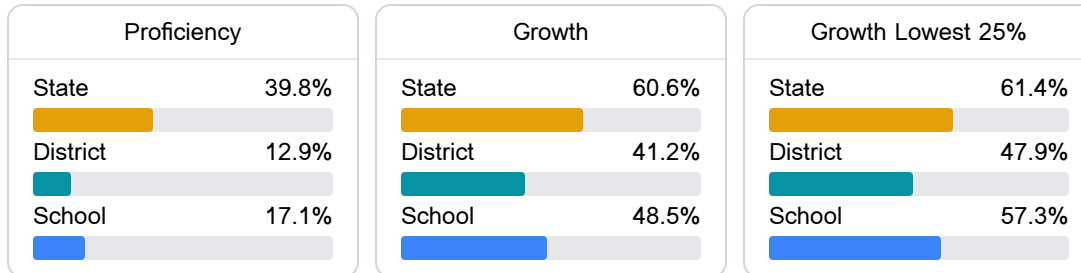 Proficiency
State 39.8%
District 12.9%
School 17.1%
Growth
State 60.6%
District 41.2%
School 48.5%
Growth Lowest 25%
State 61.4%
District 47.9%
School 57.3%